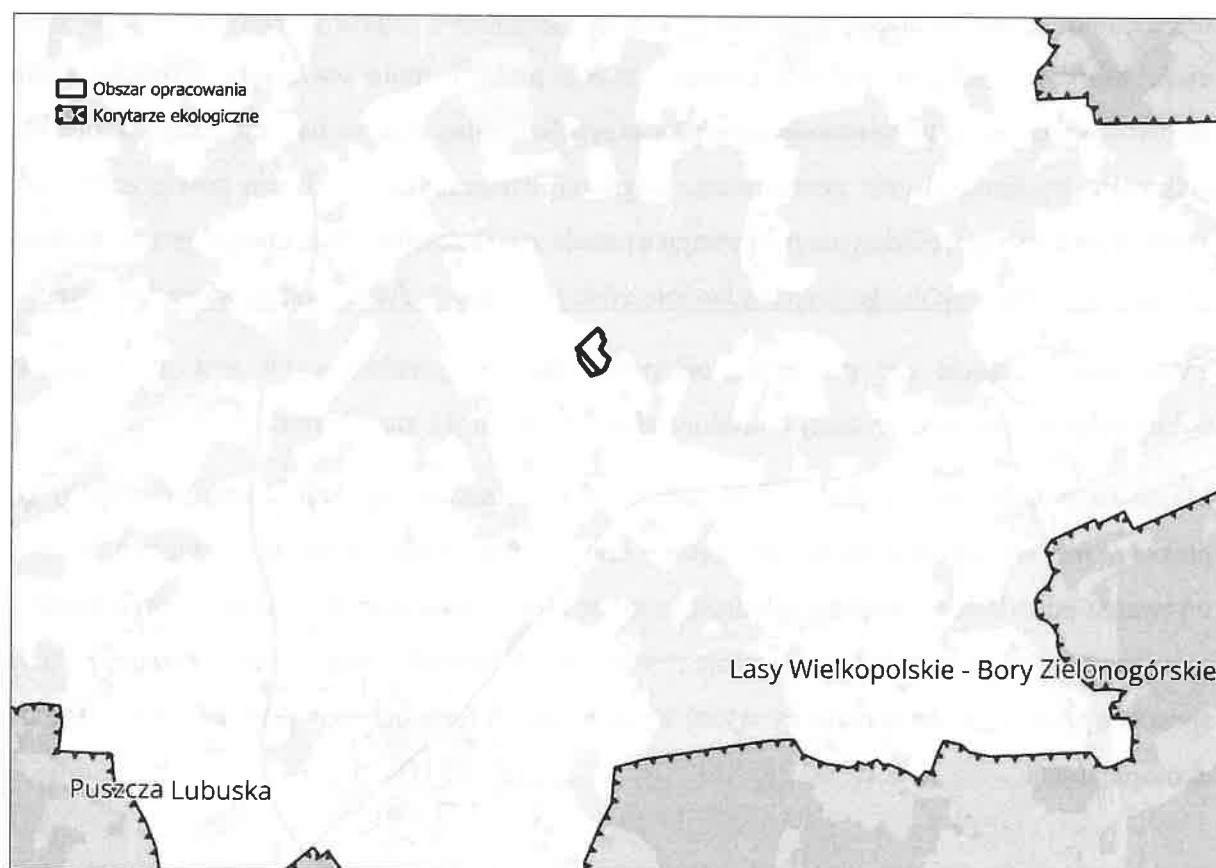 Obszar opracowania
Korytarze ekologiczne
Lasy Wielkopolskie - Bory Zielonogórskie
Puszcza Lubuska